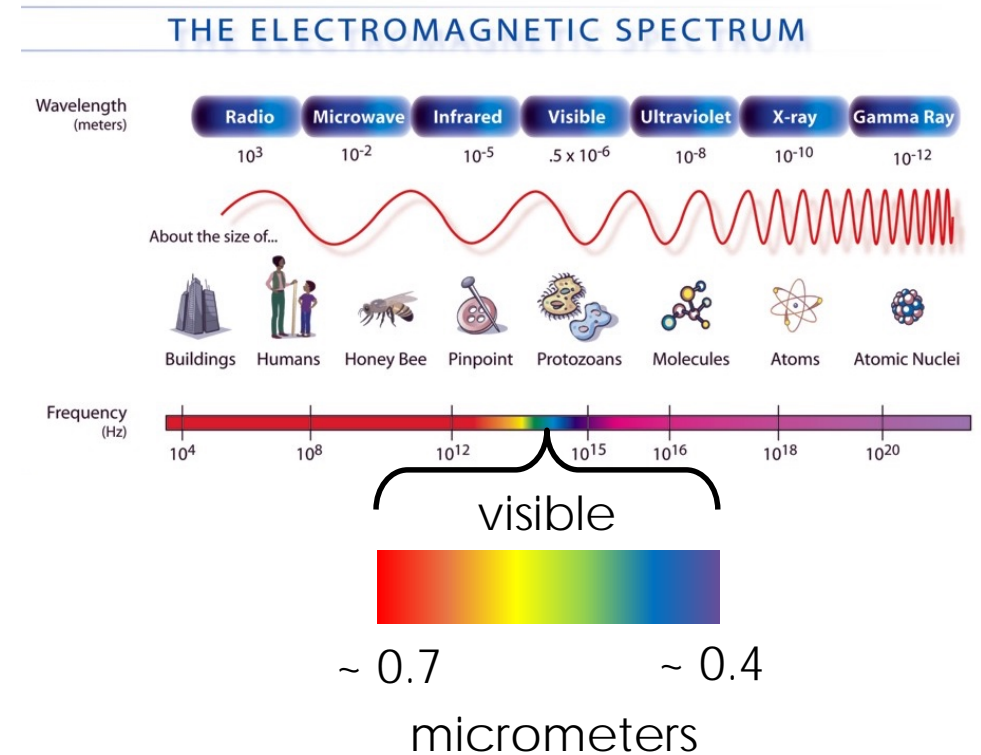 THE ELECTROMAGNETIC SPECTRUM
Wavelength
(meters)
Radio Microwave Infrared Visible Ultraviolet X-ray Gamma Ray
10³ 10⁻² 10⁻⁵ .5 x 10⁻⁶ 10⁻⁸ 10⁻¹⁰ 10⁻¹²
About the size of...
Buildings Humans Honey Bee Pinpoint Protozoans Molecules Atoms Atomic Nuclei
Frequency
(Hz)
10⁴ 10⁸ 10¹² 10¹⁵ 10¹⁶ 10¹⁸ 10²⁰
visible
~ 0.7 ~ 0.4
micrometers